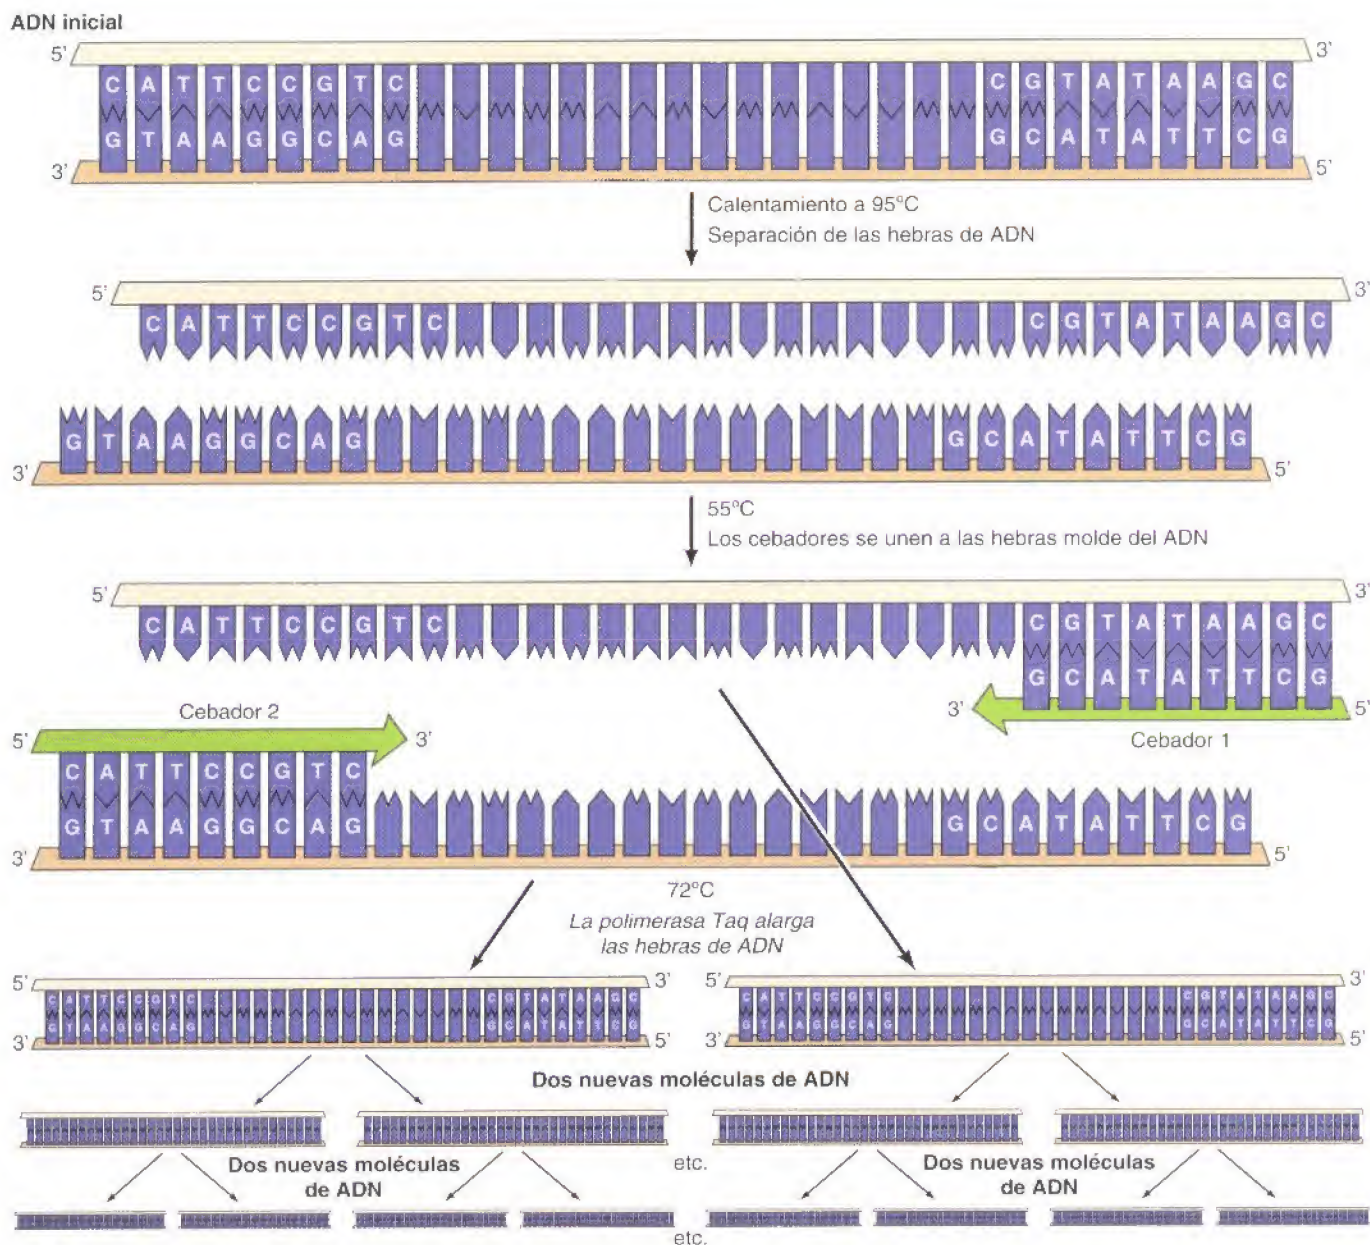 ADN inicial
5' 3'
C A T T C C G T C C G T A T A A G C
G T A A G G C A G G C A T A T T C G
3' 5'
Calentamiento a 95°C
Separación de las hebras de ADN
5' 3'
C A T T C C G T C C G T A T A A G C
G T A A G G C A G G C A T A T T C G
3' 5'
55°C
Los cebadores se unen a las hebras molde del ADN
5' 3'
C A T T C C G T C C G T A T A A G C
G C A T A T T C G
3' 5'
Cebador 1
Cebador 2
5' 3'
C A T T C C G T C
G T A A G G C A G G C A T A T T C G
3' 5'
72°C
La polimerasa Taq alarga
las hebras de ADN
5' 3' 5' 3'
C A T T C C G T C C G T A T A A G C C A T T C C G T C C G T A T A A G C
G T A A G G C A G G C A T A T T C G G T A A G G C A G G C A T A T T C G
3' 5' 3' 5'
Dos nuevas moléculas de ADN
Dos nuevas moléculas
de ADN
etc.
Dos nuevas moléculas
de ADN
etc.